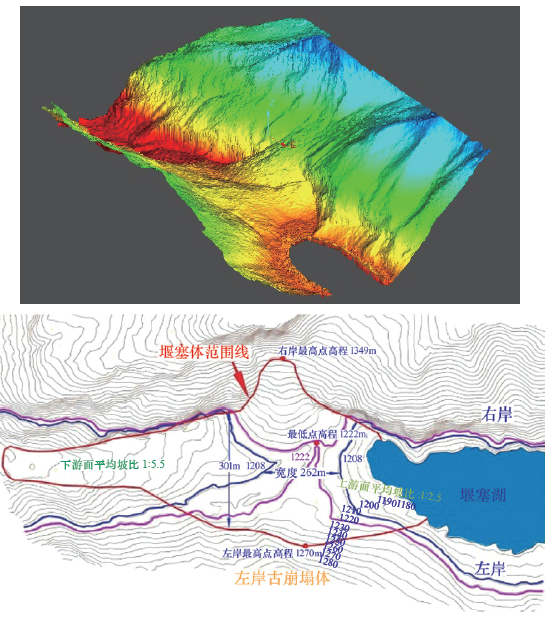 堰塞体范围线
右岸最高点高程 1349m
右岸
最低点高程
1222m
1222
1208
下游面平均坡比 1:5.5
301m 1208
宽度 262m
上游面平均坡比 :1:2.5
1190 1180
1200
1210
1220
1230
堰塞湖
左岸最高点高程 1270m
1260
1270
1280
左岸
左岸古崩塌体